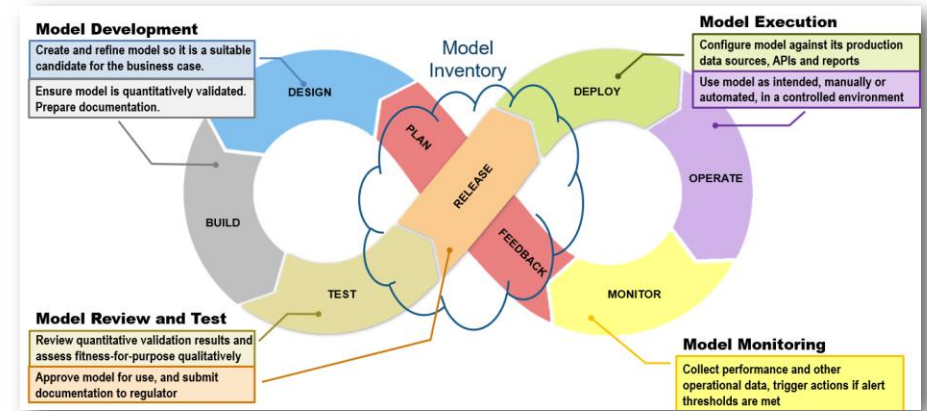 Model Development
Create and refine model so it is a suitable
candidate for the business case.
Ensure model is quantitatively validated.
Prepare documentation.
Model
Inventory
Model Execution
Configure model against its production
data sources, APIs and reports
Use model as intended, manually or
automated, in a controlled environment
DESIGN
PLAN
DEPLOY
RELEASE
OPERATE
BUILD
FEEDBACK
TEST
MONITOR
Model Review and Test
Review quantitative validation results and
assess fitness-for-purpose qualitatively
Approve model for use, and submit
documentation to regulator
Model Monitoring
Collect performance and other
operational data, trigger actions if alert
thresholds are met